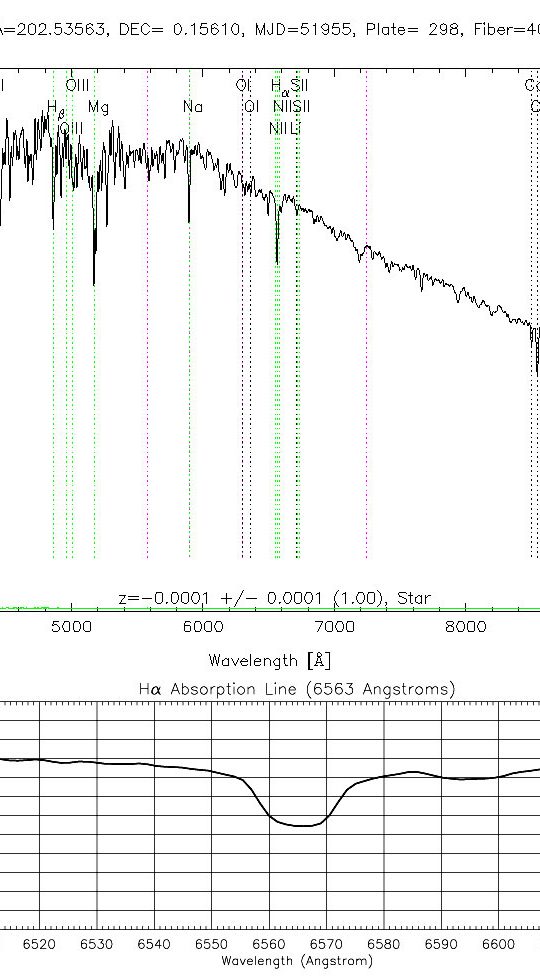 =202.53563, DEC= 0.15610, MJD=51955, Plate= 298, Fiber=40
I OIII OI Hα SII
Hβ Mg Na OI NII SII
OIII NII Li
z=−0.0001 +/− 0.0001 (1.00), Star
5000 6000 7000 8000
Wavelength [Å]
Hα Absorption Line (6563 Angstroms)
6520 6530 6540 6550 6560 6570 6580 6590 6600
Wavelength (Angstrom)